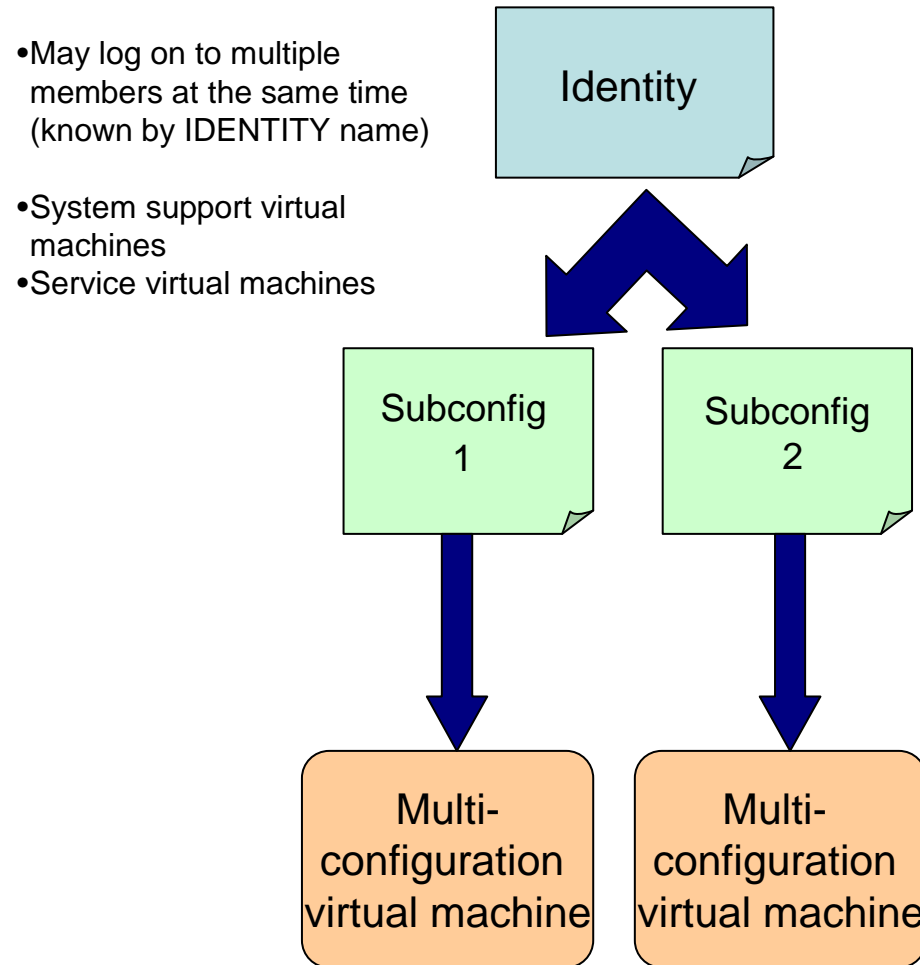 •May log on to multiple
members at the same time
(known by IDENTITY name)
•System support virtual
machines
•Service virtual machines
Identity
Subconfig
1
Subconfig
2
Multi-
configuration
virtual machine
Multi-
configuration
virtual machine